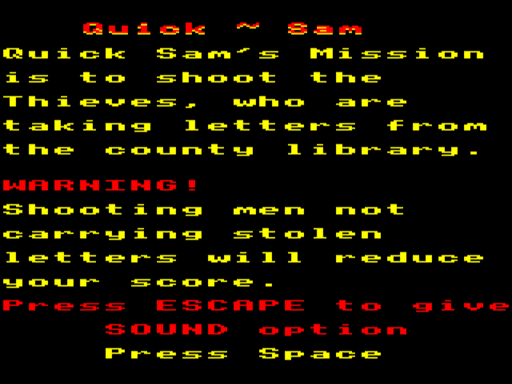 Quick ~ Sam
Quick Sam's Mission
is to shoot the
Thieves, who are
taking letters from
the county library.
WARNING!
Shooting men not
carrying stolen
letters will reduce
your score.
Press ESCAPE to give
SOUND option
Press Space